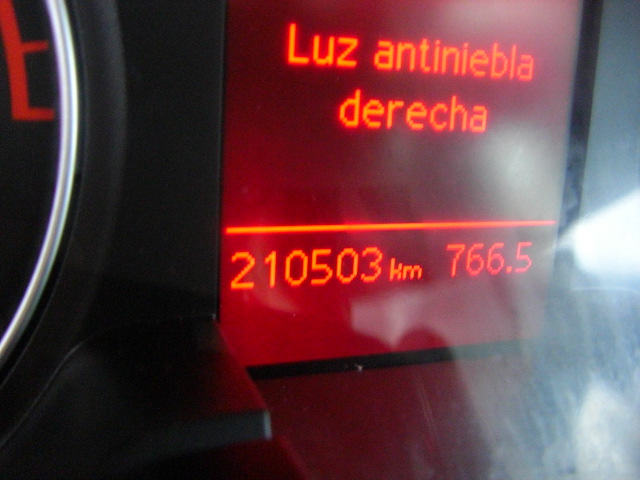 Luz antiniebla
derecha
210503 km 766.5